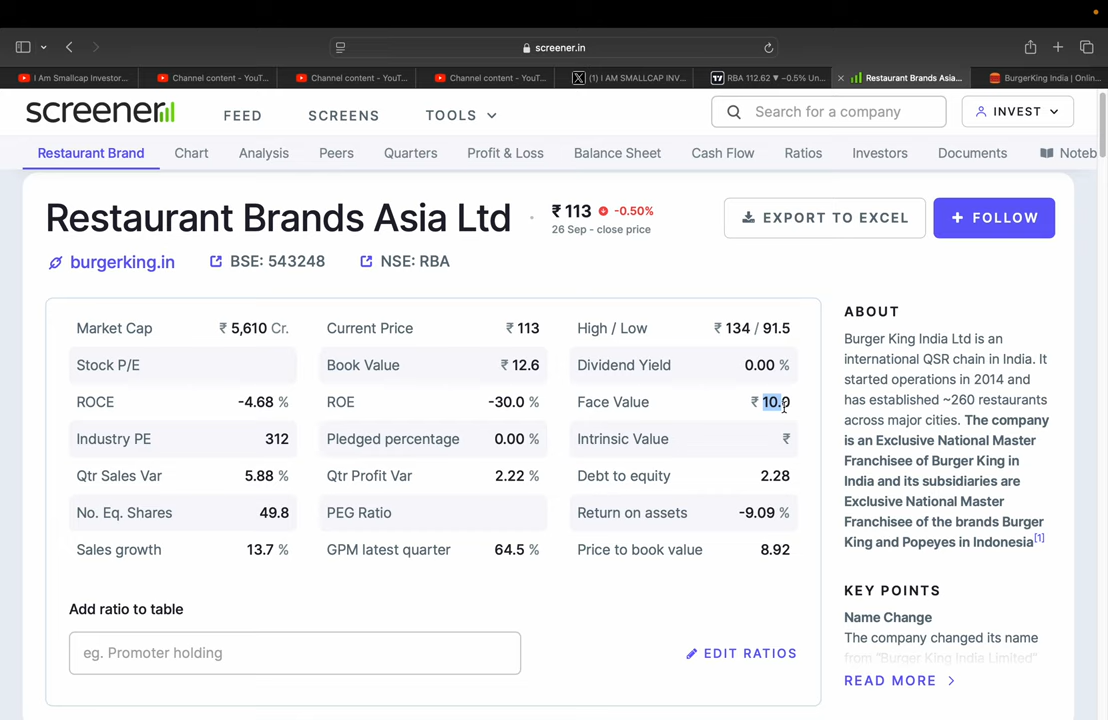 screener.in
I Am Smallcap Investor...
Channel content - YouT...
Channel content - YouT...
Channel content - YouT...
(1) I AM SMALLCAP INV...
RBA 112.62 ▼ −0.5% Un...
Restaurant Brands Asia...
BurgerKing India | Onlin...
screener
FEED
SCREENS
TOOLS
Search for a company
INVEST
Restaurant Brand
Chart
Analysis
Peers
Quarters
Profit & Loss
Balance Sheet
Cash Flow
Ratios
Investors
Documents
Noteb
Restaurant Brands Asia Ltd
₹ 113 -0.50%
26 Sep - close price
EXPORT TO EXCEL
+ FOLLOW
burgerking.in
BSE: 543248
NSE: RBA
Market Cap ₹ 5,610 Cr.
Current Price ₹ 113
High / Low ₹ 134 / 91.5
Stock P/E
Book Value ₹ 12.6
Dividend Yield 0.00 %
ROCE -4.68 %
ROE -30.0 %
Face Value ₹ 10.0
Industry PE 312
Pledged percentage 0.00 %
Intrinsic Value ₹
Qtr Sales Var 5.88 %
Qtr Profit Var 2.22 %
Debt to equity 2.28
No. Eq. Shares 49.8
PEG Ratio
Return on assets -9.09 %
Sales growth 13.7 %
GPM latest quarter 64.5 %
Price to book value 8.92
Add ratio to table
eg. Promoter holding
EDIT RATIOS
ABOUT
Burger King India Ltd is an
international QSR chain in India. It
started operations in 2014 and
has established ~260 restaurants
across major cities. The company
is an Exclusive National Master
Franchisee of Burger King in
India and its subsidiaries are
Exclusive National Master
Franchisee of the brands Burger
King and Popeyes in Indonesia[1]
KEY POINTS
Name Change
The company changed its name
from "Burger King India Limited"
READ MORE